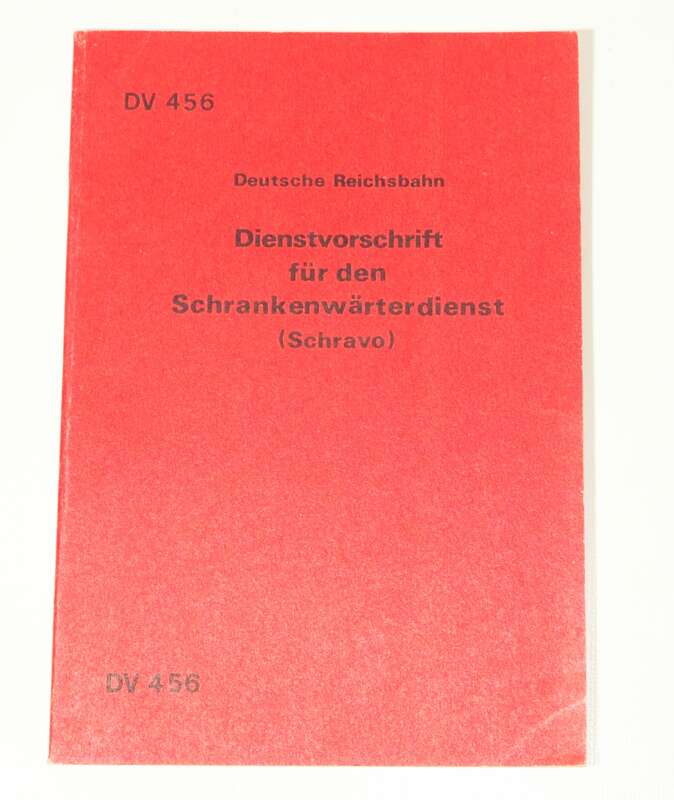 DV 456
Deutsche Reichsbahn
Dienstvorschrift
für den
Schrankenwärterdienst
(Schravo)
DV 456